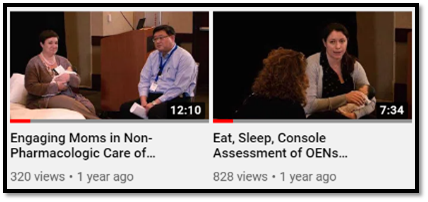 12:10
7:34
Engaging Moms in Non-
Pharmacologic Care of...
Eat, Sleep, Console
Assessment of OENs...
320 views • 1 year ago
828 views • 1 year ago